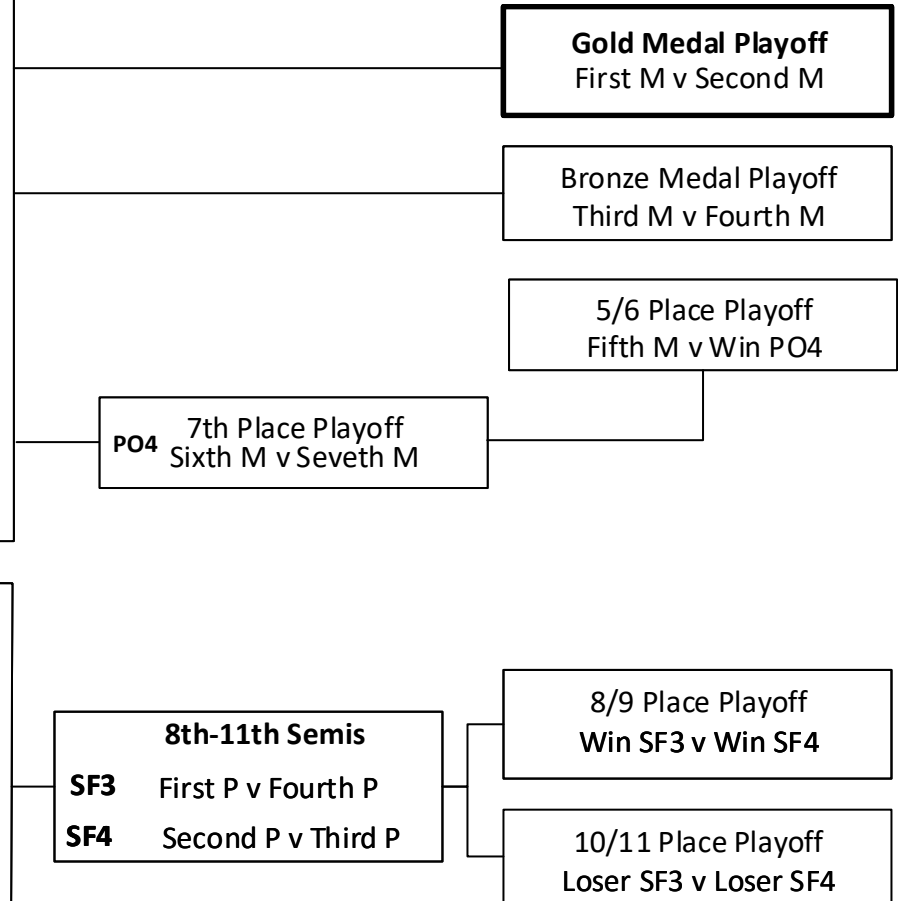 Gold Medal Playoff
First M v Second M
Bronze Medal Playoff
Third M v Fourth M
5/6 Place Playoff
Fifth M v Win PO4
PO4
7th Place Playoff
Sixth M v Seveth M
8th-11th Semis
SF3 First P v Fourth P
SF4 Second P v Third P
8/9 Place Playoff
Win SF3 v Win SF4
10/11 Place Playoff
Loser SF3 v Loser SF4